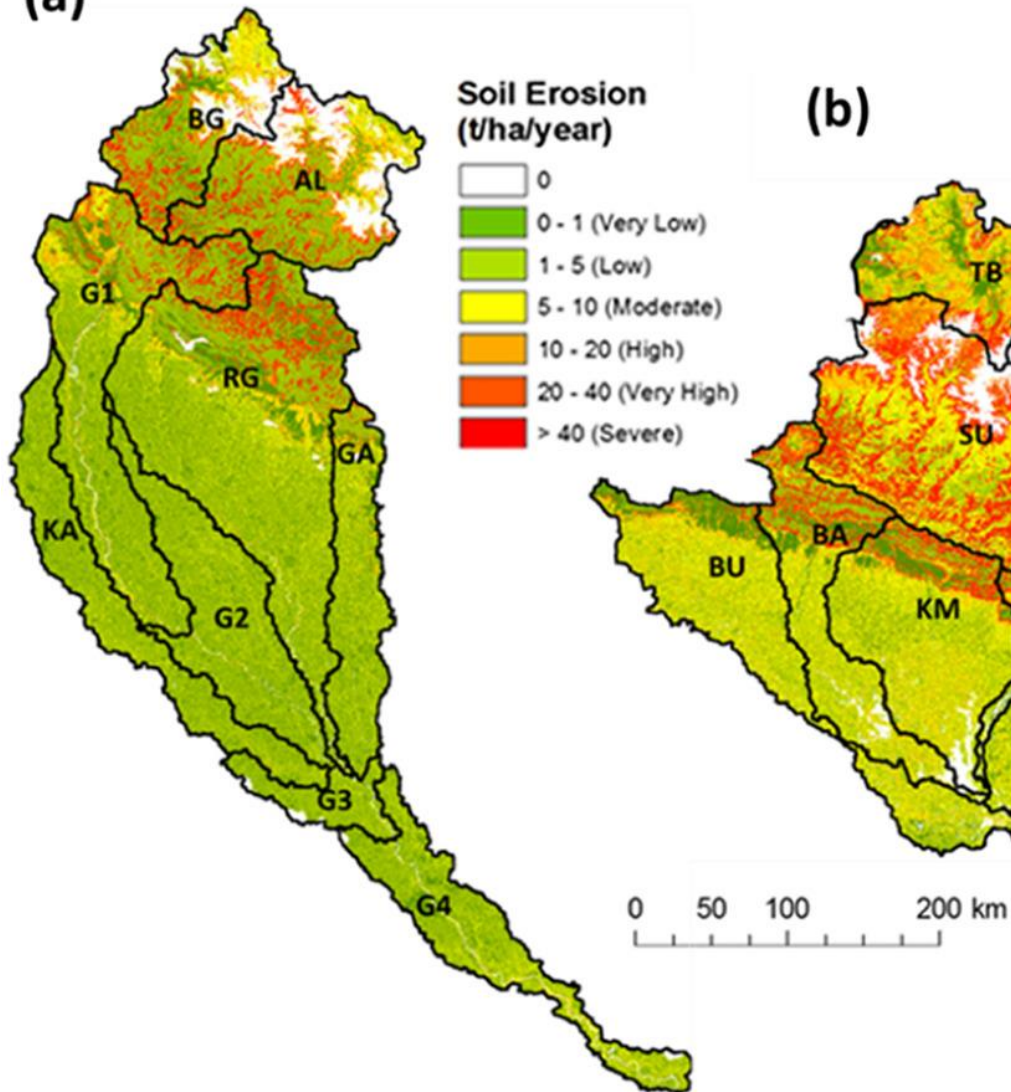 (a)
Soil Erosion
(t/ha/year)
0
0 - 1 (Very Low)
1 - 5 (Low)
5 - 10 (Moderate)
10 - 20 (High)
20 - 40 (Very High)
> 40 (Severe)
(b)
BG
AL
G1
RG
GA
KA
G2
G3
G4
TB
SU
BA
BU
KM
0 50 100 200 km